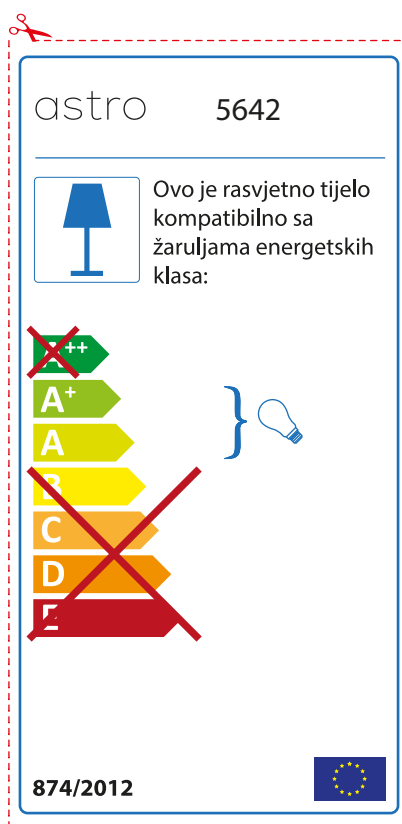 astro 5642
Ovo je rasvjetno tijelo
kompatibilno sa
žaruljama energetskih
klasa:
A++
A+
A
B
C
D
E
874/2012